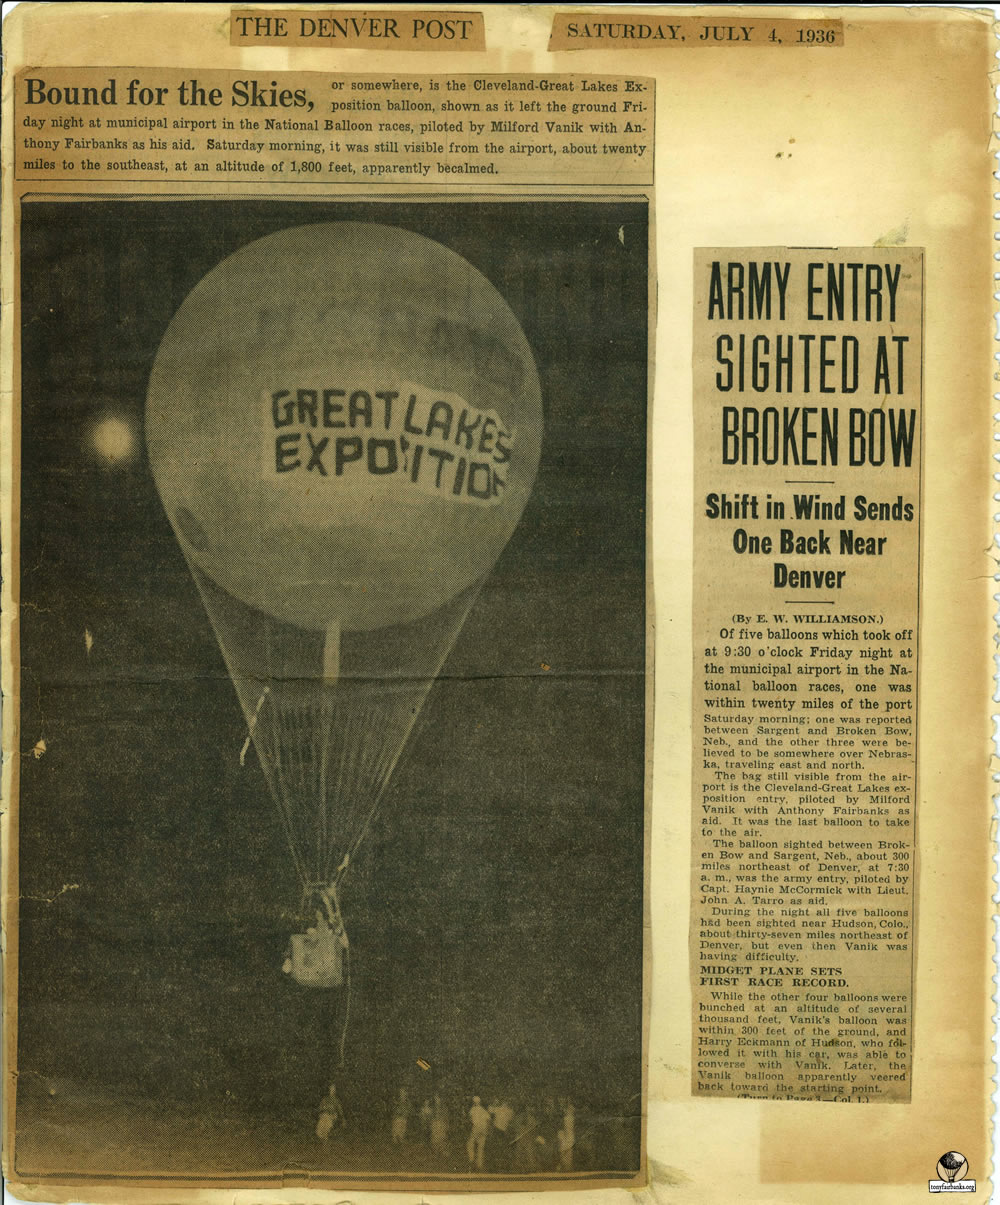 THE DENVER POST
SATURDAY, JULY 4, 1936
Bound for the Skies, or somewhere, is the Cleveland-Great Lakes Ex-
position balloon, shown as it left the ground Fri-
day night at municipal airport in the National Balloon races, piloted by Milford Vanik with An-
thony Fairbanks as his aid. Saturday morning, it was still visible from the airport, about twenty
miles to the southeast, at an altitude of 1,800 feet, apparently becalmed.
GREAT LAKES
EXPOSITION
ARMY ENTRY
SIGHTED AT
BROKEN BOW
Shift in Wind Sends
One Back Near
Denver
(By E. W. WILLIAMSON.)
Of five balloons which took off
at 9:30 o'clock Friday night at
the municipal airport in the Na-
tional balloon races, one was
within twenty miles of the port
Saturday morning; one was reported
between Sargent and Broken Bow,
Neb., and the other three were be-
lieved to be somewhere over Nebras-
ka, traveling east and north.
The bag still visible from the air-
port is the Cleveland-Great Lakes ex-
position entry, piloted by Milford
Vanik with Anthony Fairbanks as
aid. It was the last balloon to take
to the air.
The balloon sighted between Brok-
en Bow and Sargent, Neb., about 300
miles northeast of Denver, at 7:30
a. m., was the army entry, piloted by
Capt. Haynie McCormick with Lieut.
John A. Tarro as aid.
During the night all five balloons
had been sighted near Hudson, Colo.,
about thirty-seven miles northeast of
Denver, but even then Vanik was
having difficulty.
MIDGET PLANE SETS
FIRST RACE RECORD.
While the other four balloons were
bunched at an altitude of several
thousand feet, Vanik's balloon was
within 300 feet of the ground, and
Harry Eckmann of Hudson, who fol-
lowed it with his car, was able to
converse with Vanik. Later, the
Vanik balloon apparently veered
back toward the starting point.
(Turn to Page 3—Col. 1.)
tonyfairbanks.org